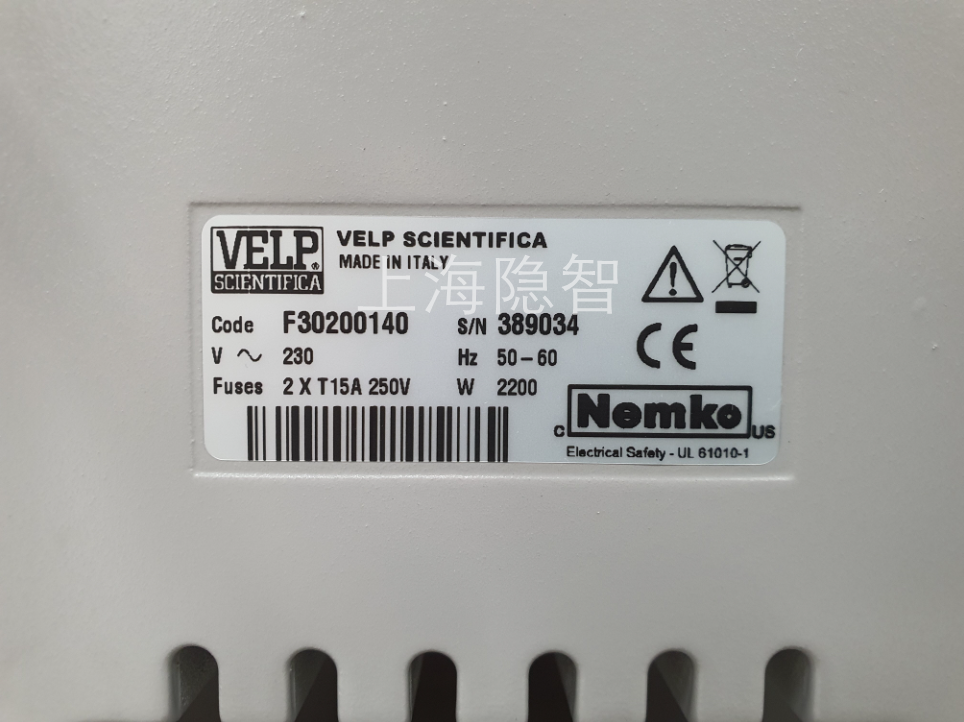 VELP®
SCIENTIFICA
VELP SCIENTIFICA
MADE IN ITALY
上海隐智
Code F30200140 S/N 389034
V ~ 230 Hz 50-60
Fuses 2 X T15A 250V W 2200
CE
C Nemko US
Electrical Safety - UL 61010-1